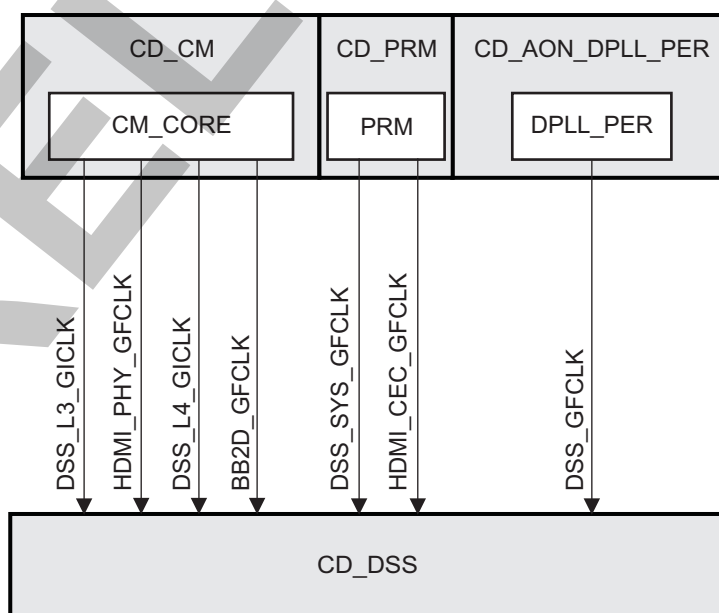 CD_CM
CD_PRM
CD_AON_DPLL_PER
CM_CORE
PRM
DPLL_PER
DSS_L3_GICLK
HDMI_PHY_GFCLK
DSS_L4_GICLK
BB2D_GFCLK
DSS_SYS_GFCLK
HDMI_CEC_GFCLK
DSS_GFCLK
CD_DSS